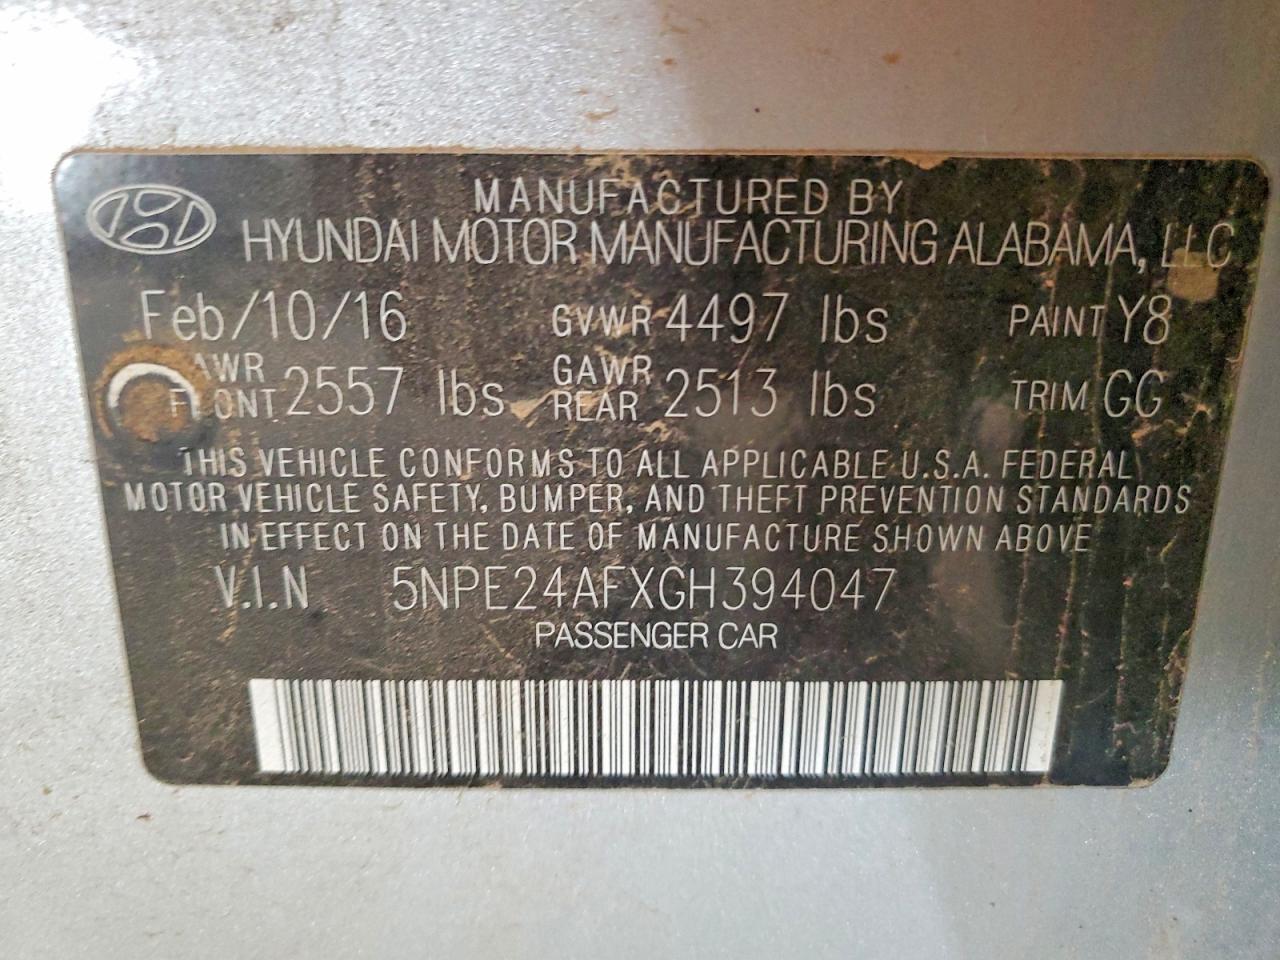 MANUFACTURED BY
HYUNDAI MOTOR MANUFACTURING ALABAMA, LLC
Feb/10/16 GVWR 4497 lbs PAINT Y8
GAWR FRONT 2557 lbs GAWR REAR 2513 lbs TRIM GG
THIS VEHICLE CONFORMS TO ALL APPLICABLE U.S.A. FEDERAL
MOTOR VEHICLE SAFETY, BUMPER, AND THEFT PREVENTION STANDARDS
IN EFFECT ON THE DATE OF MANUFACTURE SHOWN ABOVE
V.I.N 5NPE24AFXGH394047
PASSENGER CAR